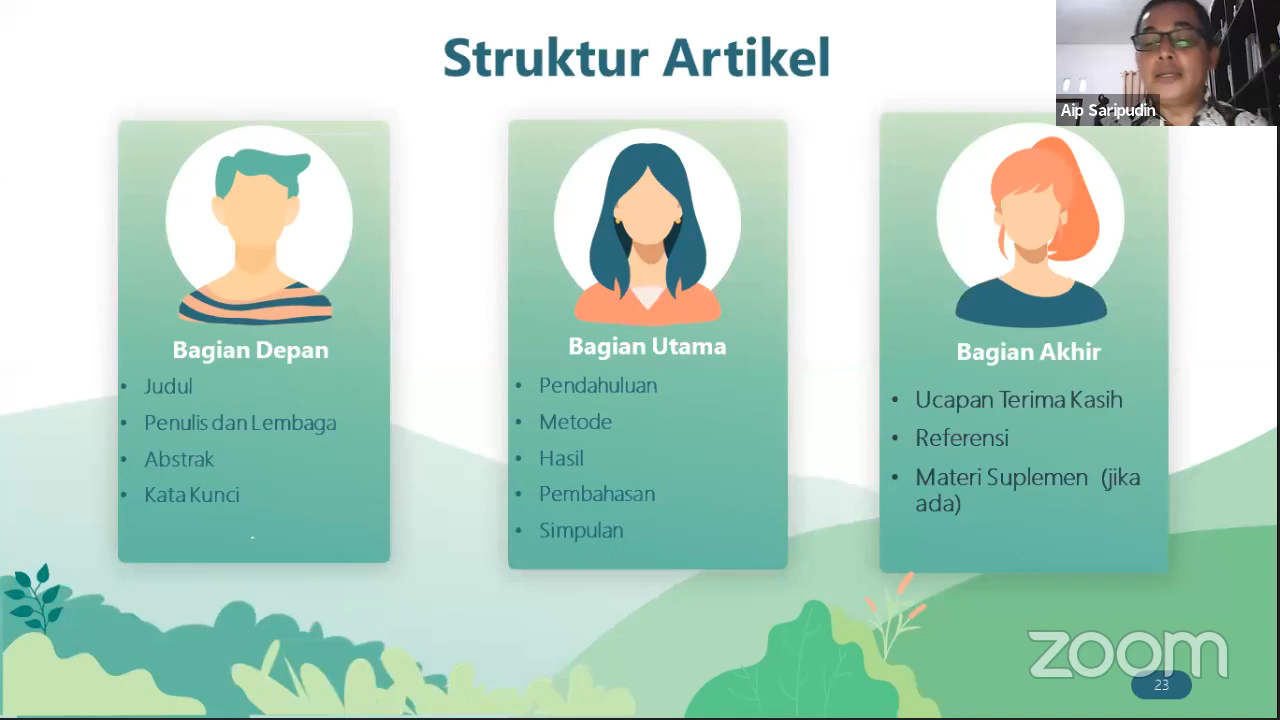 Struktur Artikel
Aip Saripudin
Bagian Depan
• Judul
• Penulis dan Lembaga
• Abstrak
• Kata Kunci
Bagian Utama
• Pendahuluan
• Metode
• Hasil
• Pembahasan
• Simpulan
Bagian Akhir
• Ucapan Terima Kasih
• Referensi
• Materi Suplemen (jika
ada)
zoom
23